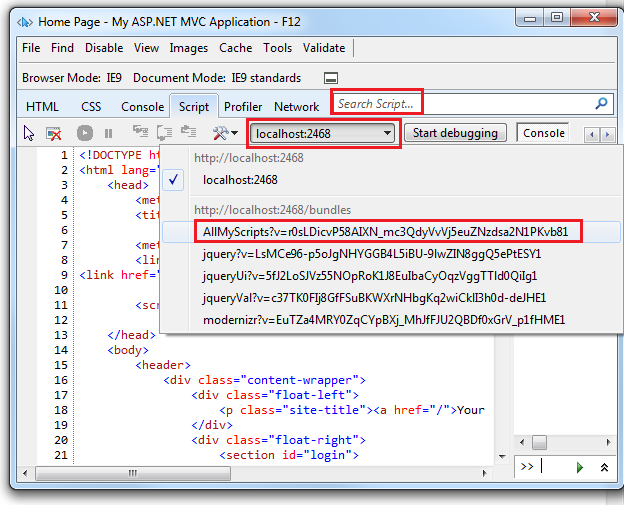 Home Page - My ASP.NET MVC Application - F12
File Find Disable View Images Cache Tools Validate
Browser Mode: IE9 Document Mode: IE9 standards
HTML CSS Console Script Profiler Network Search Script...
localhost:2468 Start debugging Console
http://localhost:2468
localhost:2468
http://localhost:2468/bundles
AllMyScripts?v=r0sLDicvP58AIXN_mc3QdyVvVj5euZNzdsa2N1PKvb81
jquery?v=LsMCe96-p5oJgNHYGGB4L5iBU-9IwZIN8ggQ5ePtESY1
jqueryUi?v=5fJ2LoSJVz55NOpRoK1J8EuIbaCyOqzVggTTId0QiIg1
jqueryVal?v=c37TK0FIj8GfFSuBKWXrNHbgKq2wiCkII3h0d-deJHE1
modernizr?v=EuTZa4MRY0ZqCYpBXj_MhJfFJU2QBDf0xGrV_p1fHME1
1 <!DOCTYPE ht
2 <html lang="
3 <head>
4 <met
5 <tit
6
7 <met
8 <lin
9 <link href="
10
11 <scr
12
13 </head>
14 <body>
15 <header>
16 <div class="content-wrapper">
17 <div class="float-left">
18 <p class="site-title"><a href="/">Your
19 </div>
20 <div class="float-right">
21 <section id="login">
>>